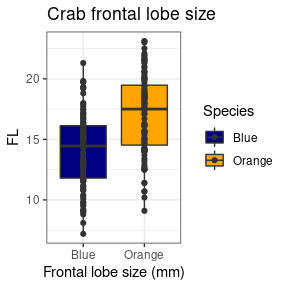 Crab frontal lobe size
FL
20
15
10
Blue
Orange
Frontal lobe size (mm)
Species
Blue
Orange